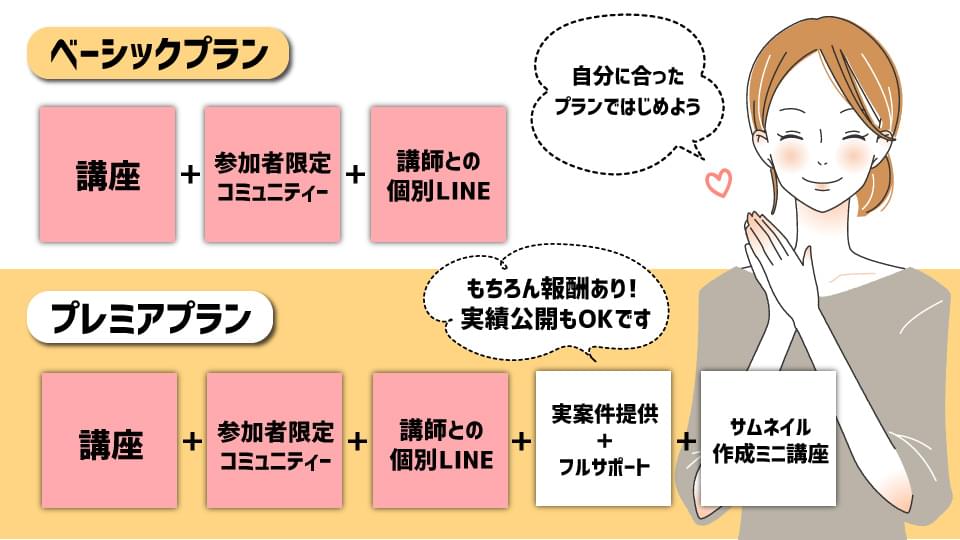 ベーシックプラン
自分に合った
プランではじめよう
講座
+
参加者限定
コミュニティー
+
講師との
個別LINE
もちろん報酬あり!
実績公開もOKです
プレミアプラン
講座
+
参加者限定
コミュニティー
+
講師との
個別LINE
+
実案件提供
+
フルサポート
+
サムネイル
作成ミニ講座